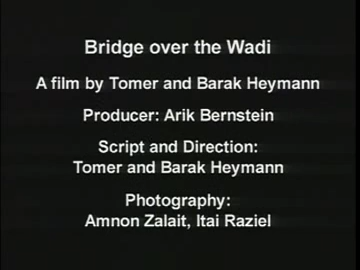 Bridge over the Wadi
A film by Tomer and Barak Heymann
Producer: Arik Bernstein
Script and Direction:
Tomer and Barak Heymann
Photography:
Amnon Zalait, Itai Raziel